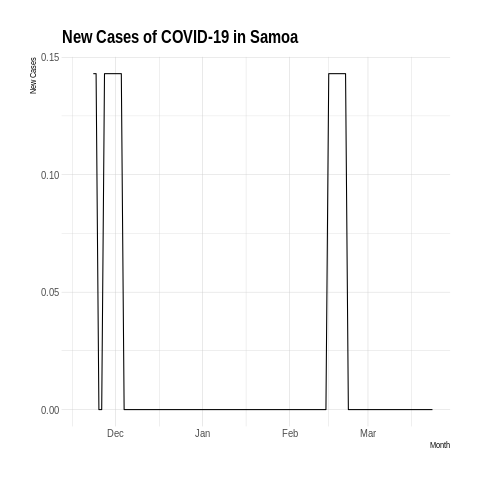 New Cases of COVID-19 in Samoa
New Cases
0.15
0.10
0.05
0.00
Dec Jan Feb Mar
Month